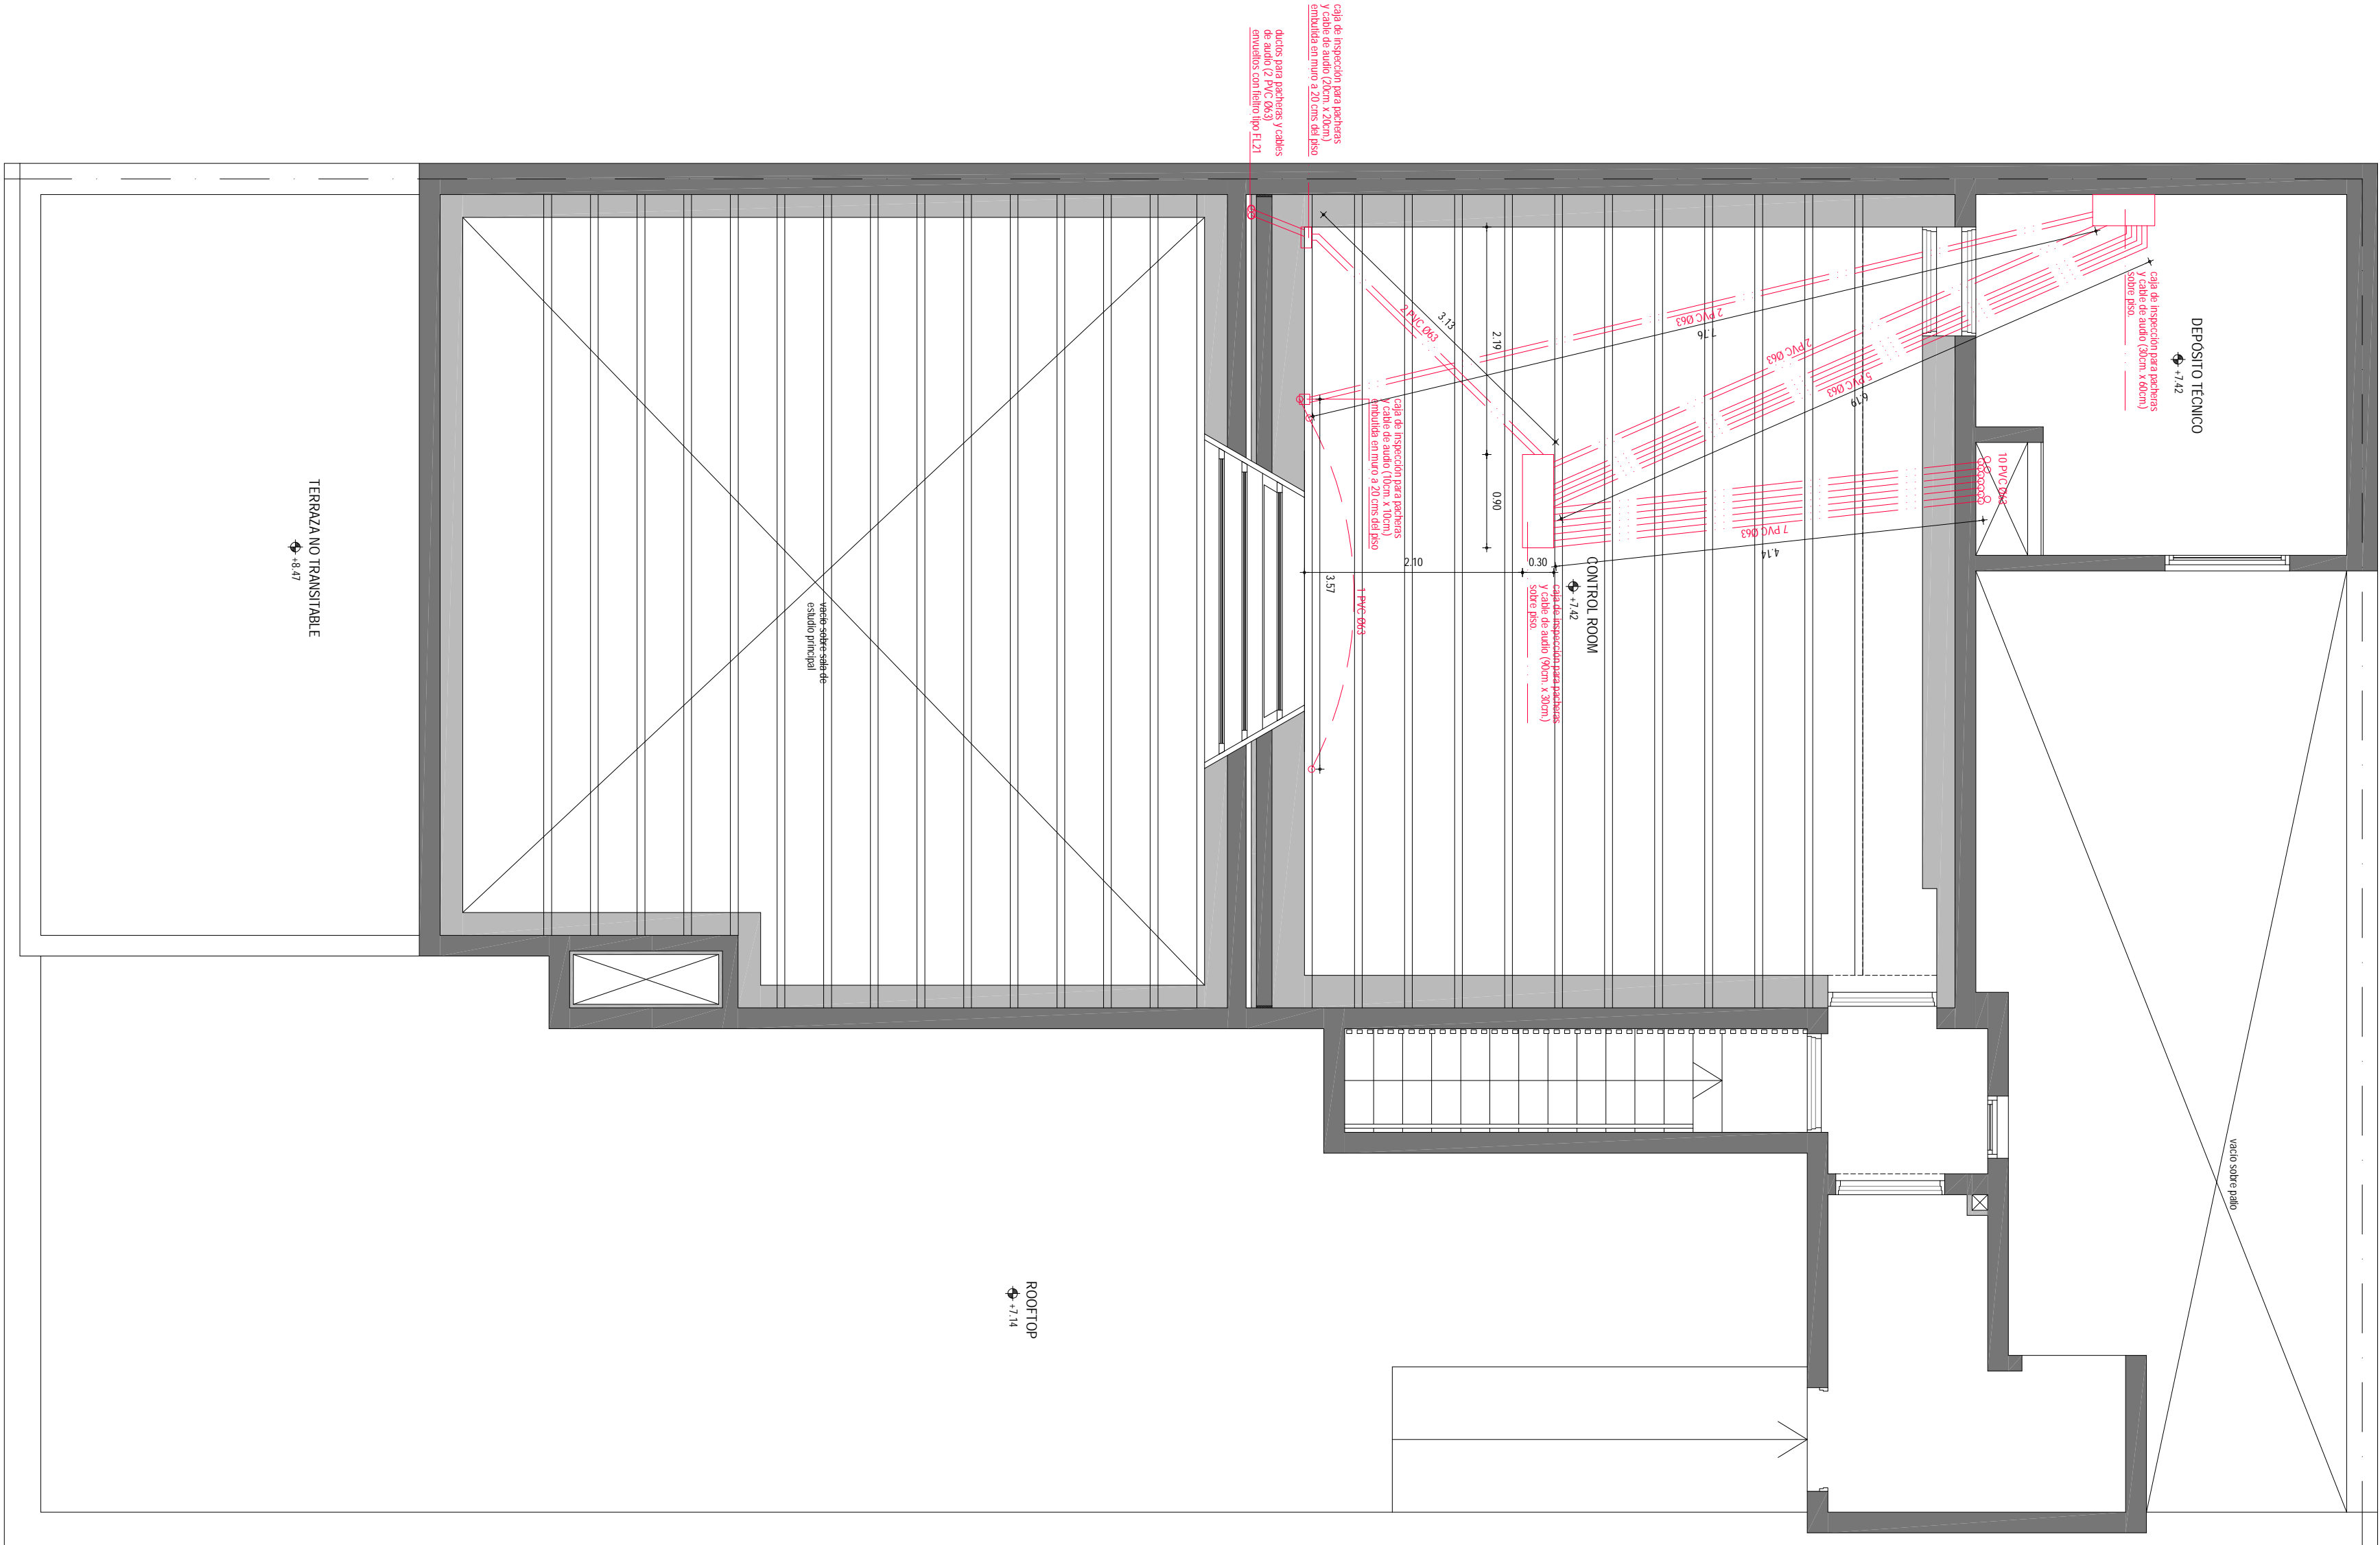 caja de inspección para pacheras
y cable de audio (20cm. x 20cm.)
embutida en muro a 20 cms del piso
ductos para pacheras y cables
de audio (2 PVC Ø63)
envueltos con fieltro tipo FL21
DEPÓSITO TÉCNICO
+7.42
caja de inspección para pacheras
y cable de audio (30cm. x 60cm.)
sobre piso.
10 PVC Ø63
2 PVC Ø63
3.13
2.19
2 PVC Ø63
7.76
2 PVC Ø63
5 PVC Ø63
6.19
caja de inspección para pacheras
y cable de audio (10cm. x 10cm.)
embutida en muro a 20 cms del piso
0.90
7 PVC Ø63
4.14
2.10
0.30
3.57
1 PVC Ø63
CONTROL ROOM
+7.42
caja de inspección para pacheras
y cable de audio (90cm. x 30cm.)
sobre piso.
TERRAZA NO TRANSITABLE
+8.47
vacio sobre sala de
estudio principal
vacio sobre patio
ROOFTOP
+7.14